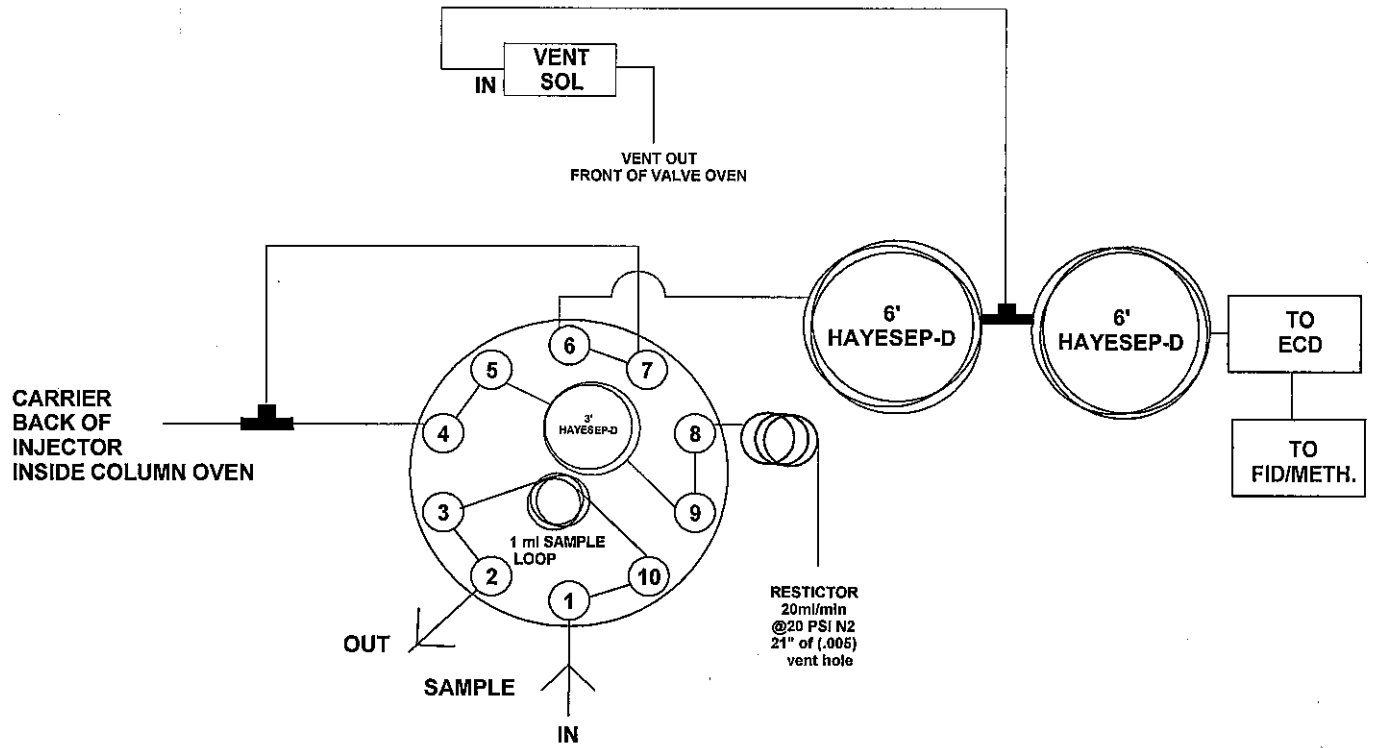 VENT
SOL
IN
VENT OUT
FRONT OF VALVE OVEN
6'
HAYESEP-D
6'
HAYESEP-D
TO
ECD
TO
FID/METH.
CARRIER
BACK OF
INJECTOR
INSIDE COLUMN OVEN
6
7
5
4
3'
HAYESEP-D
8
9
3
1 ml SAMPLE
LOOP
2
10
1
RESTICTOR
20ml/min
@20 PSI N2
21" of (.005)
vent hole
OUT
SAMPLE
IN